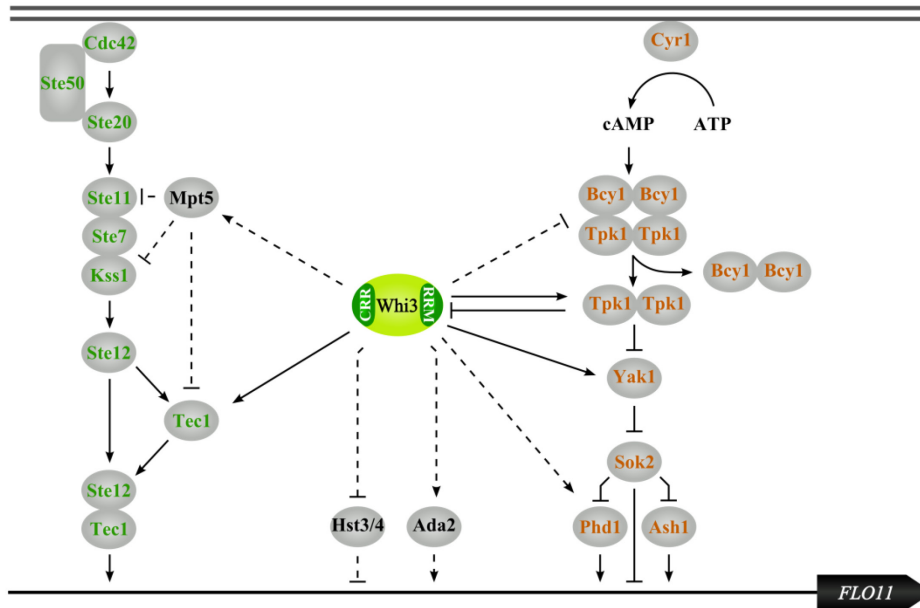 Cdc42
Ste50
Ste20
Ste11
Mpt5
Ste7
Kss1
Ste12
Tec1
Ste12
Tec1
CRR Whi3 RRM
Hst3/4
Ada2
Cyr1
cAMP ATP
Bcy1 Bcy1
Tpk1 Tpk1
Bcy1 Bcy1
Tpk1 Tpk1
Yak1
Sok2
Phd1 Ash1
FLO11